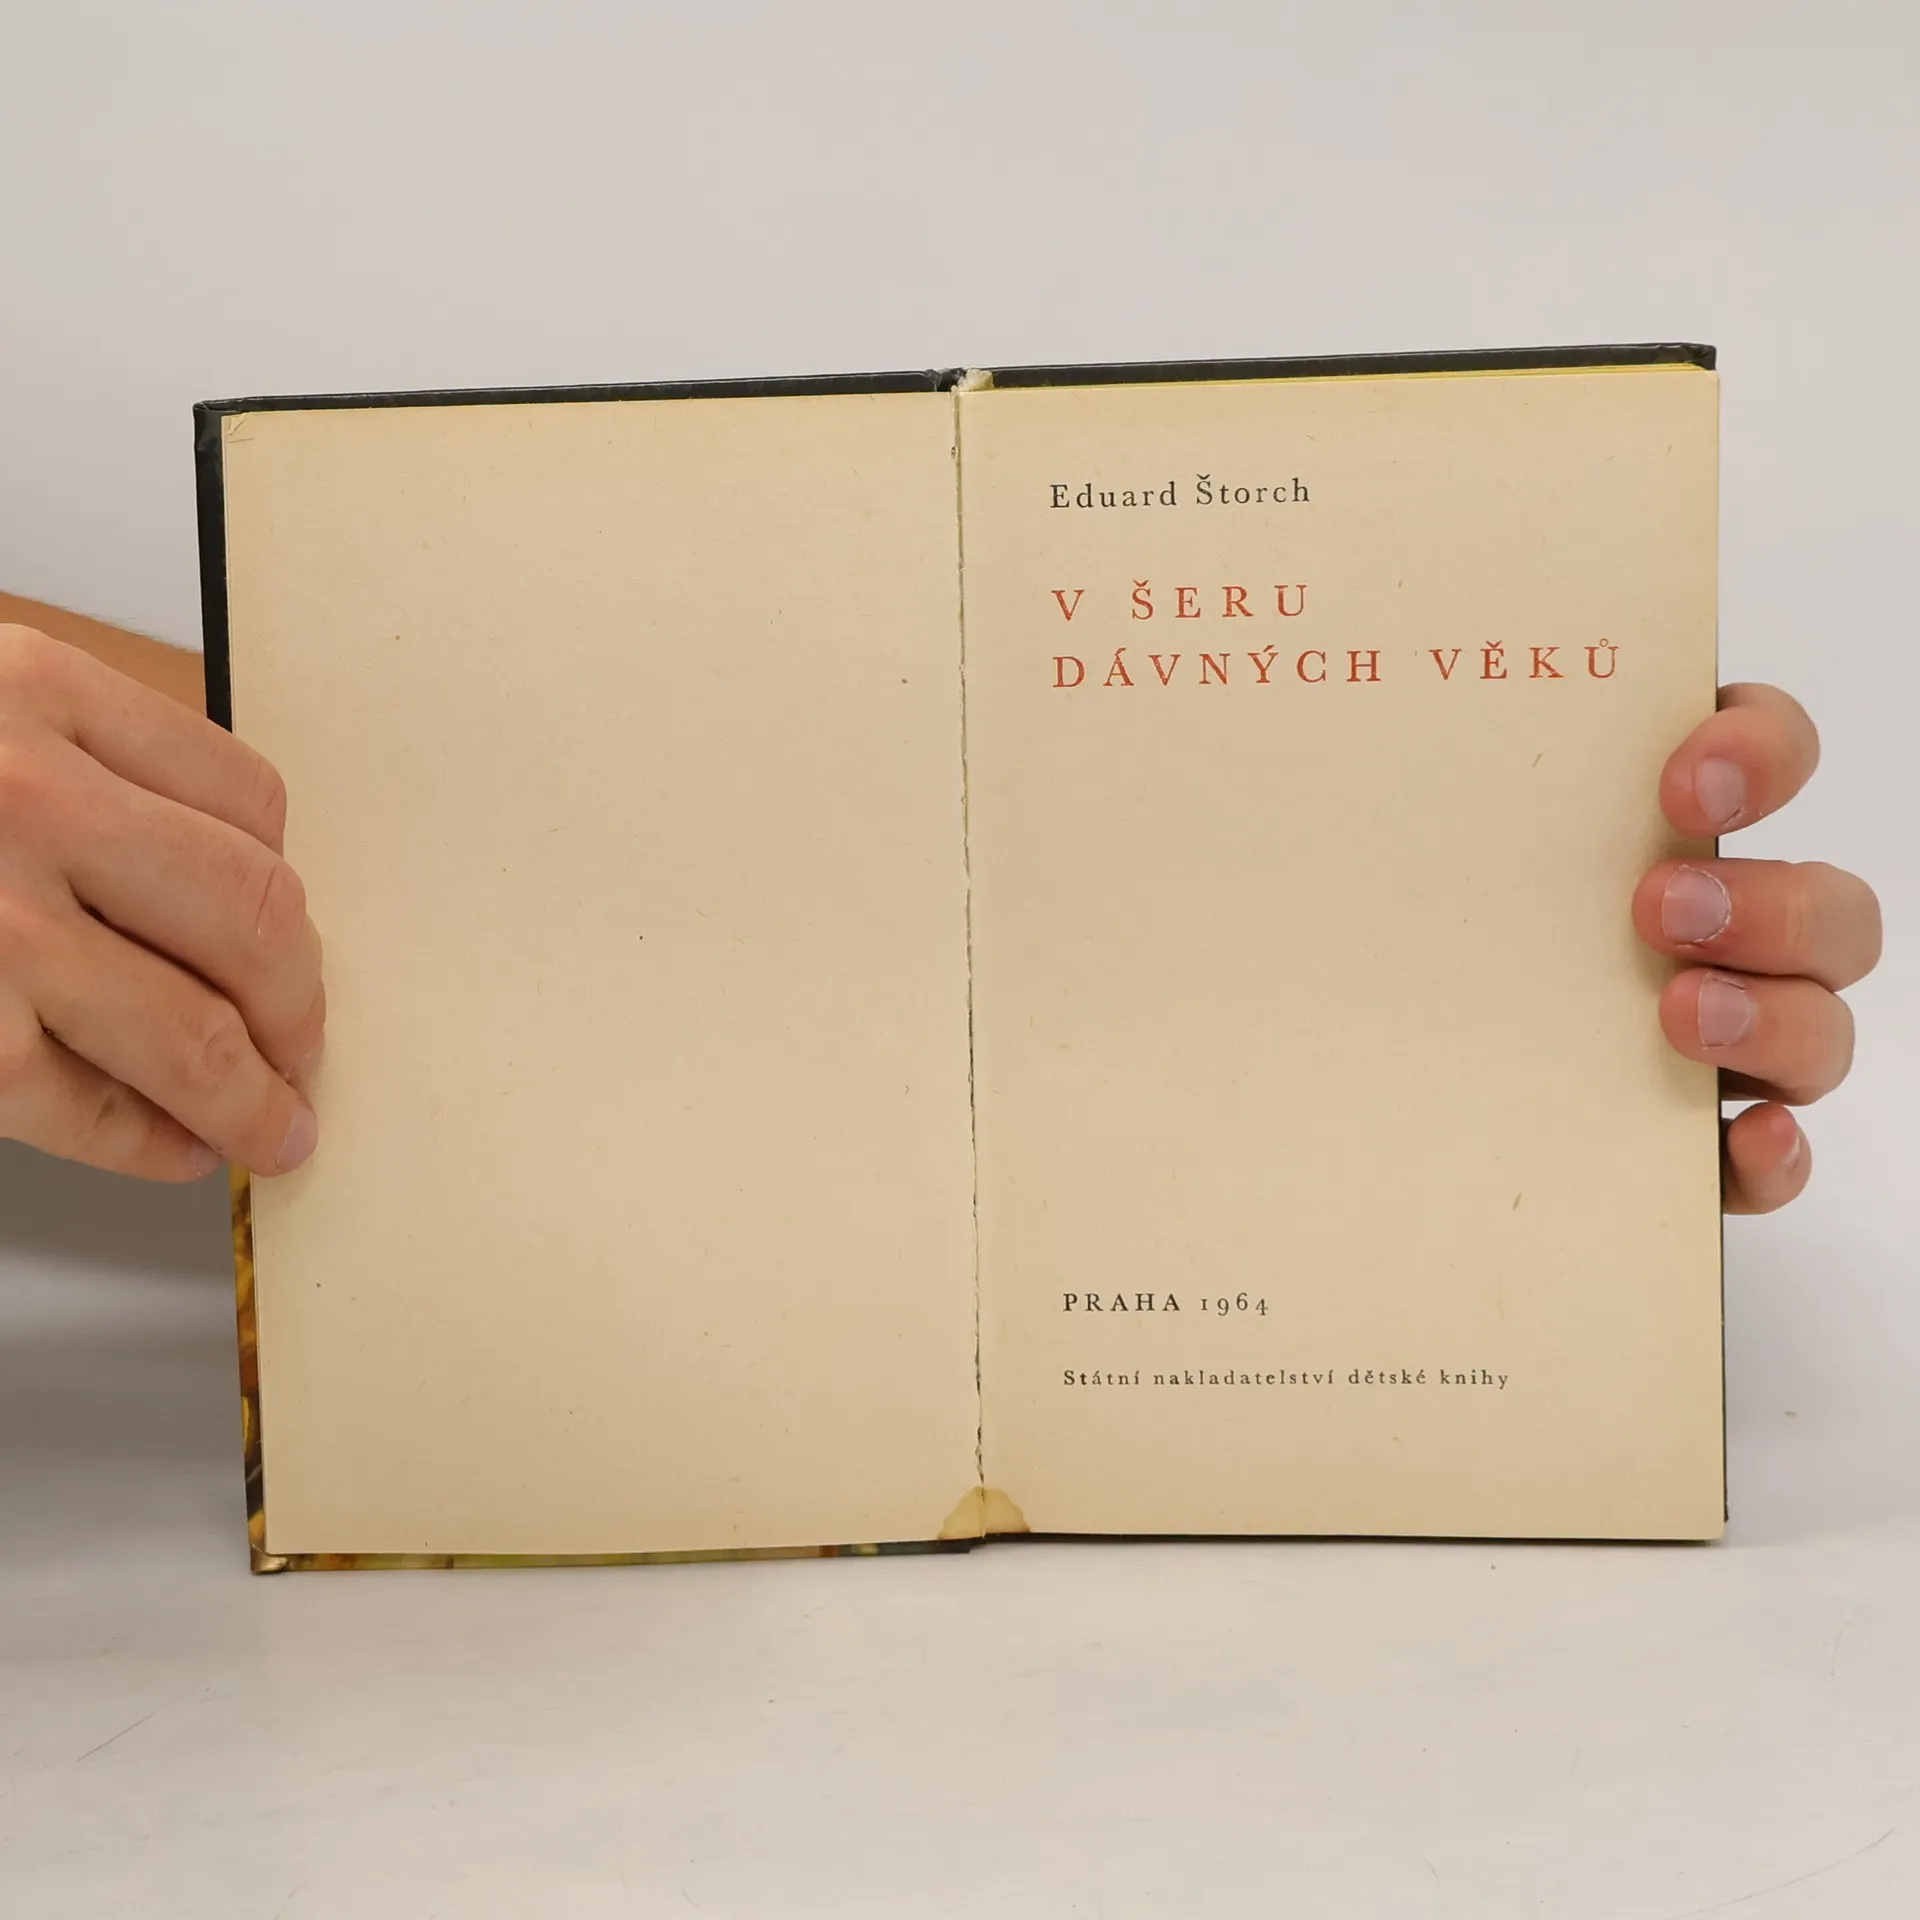 Eduard Štorch
V ŠERU
DÁVNÝCH VĚKŮ
PRAHA 1964
Státní nakladatelství dětské knihy